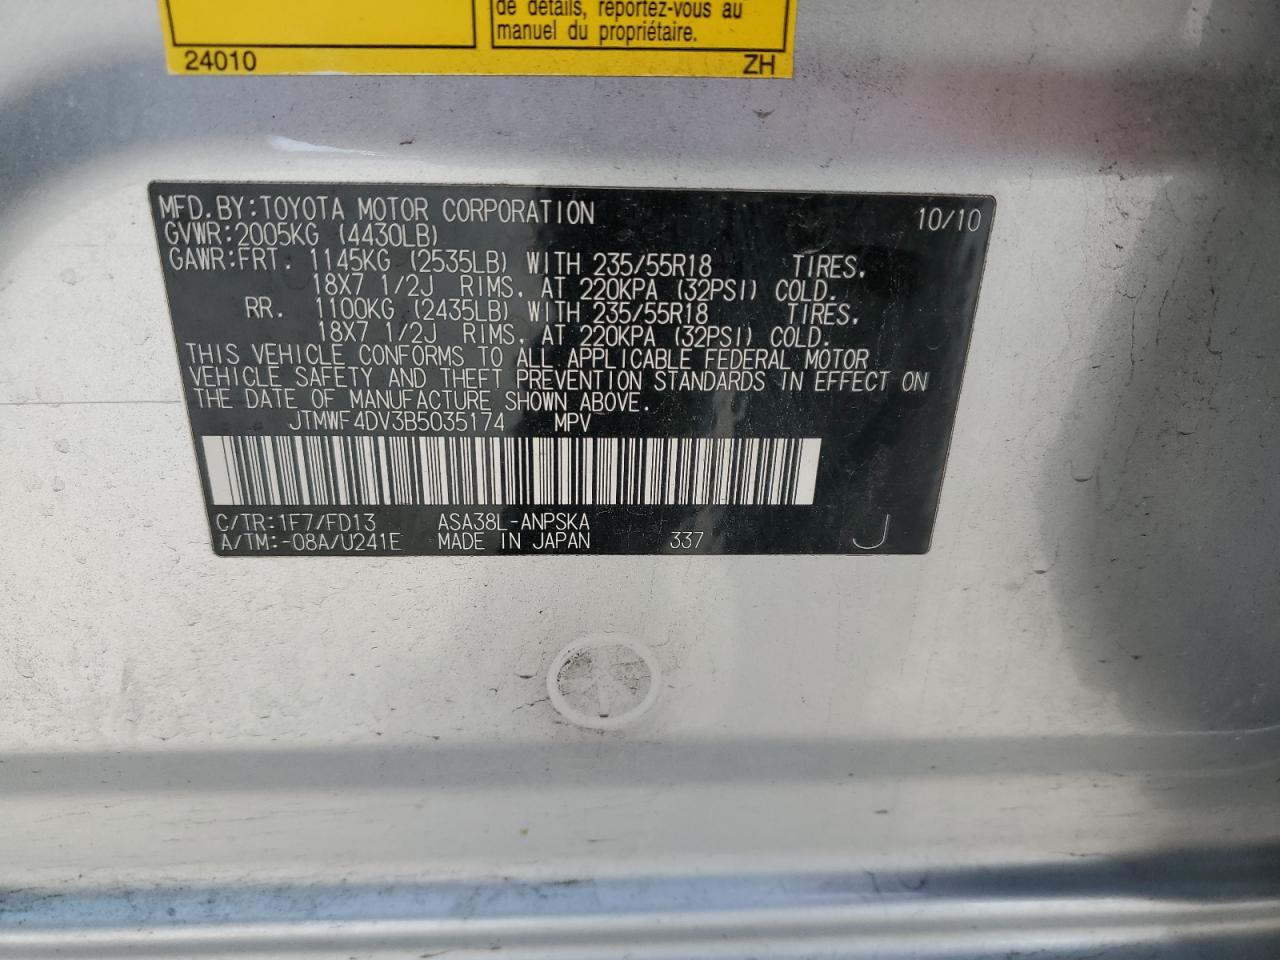 de détails, reportez-vous au
manuel du propriétaire.
24010 ZH
MFD.BY:TOYOTA MOTOR CORPORATION 10/10
GVWR:2005KG (4430LB)
GAWR:FRT. 1145KG (2535LB) WITH 235/55R18 TIRES,
18X7 1/2J RIMS, AT 220KPA (32PSI) COLD.
RR. 1100KG (2435LB) WITH 235/55R18 TIRES,
18X7 1/2J RIMS, AT 220KPA (32PSI) COLD.
THIS VEHICLE CONFORMS TO ALL APPLICABLE FEDERAL MOTOR
VEHICLE SAFETY AND THEFT PREVENTION STANDARDS IN EFFECT ON
THE DATE OF MANUFACTURE SHOWN ABOVE.
JTMWF4DV3B5035174 MPV
C/TR:1F7/FD13 ASA38L-ANPSKA
A/TM:-08A/U241E MADE IN JAPAN 337 J